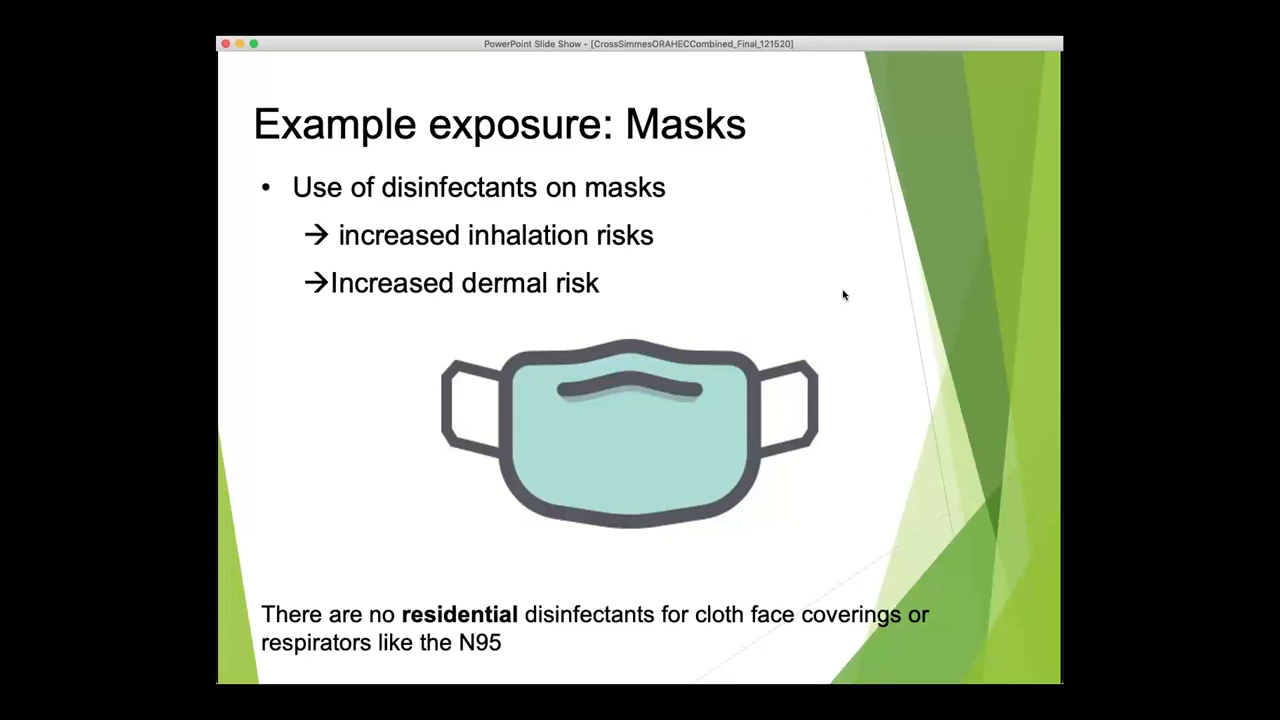 PowerPoint Slide Show - [CrossSimmesORAHECCombined_Final_121520]
Example exposure: Masks
• Use of disinfectants on masks
→ increased inhalation risks
→Increased dermal risk
There are no residential disinfectants for cloth face coverings or
respirators like the N95